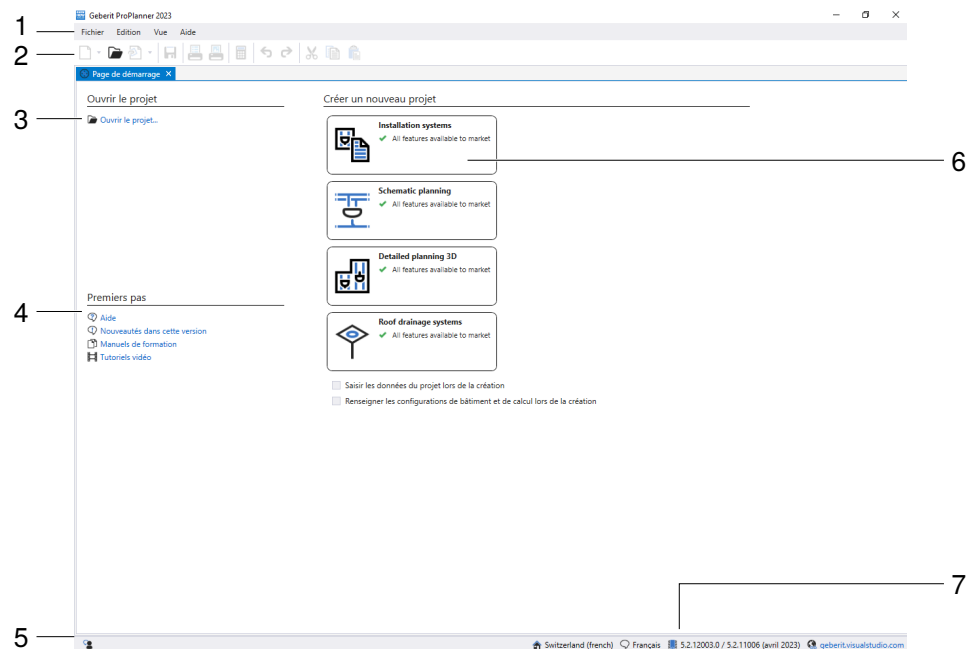 Geberit ProPlanner 2023
1
Fichier Edition Vue Aide
2
Page de démarrage
Ouvrir le projet
Créer un nouveau projet
3
Ouvrir le projet...
Installation systems
All features available to market
6
Schematic planning
All features available to market
Detailed planning 3D
All features available to market
Premiers pas
4
Aide
Nouveautés dans cette version
Manuels de formation
Tutoriels vidéo
Roof drainage systems
All features available to market
Saisir les données du projet lors de la création
Renseigner les configurations de bâtiment et de calcul lors de la création
7
5
Switzerland (french) Français 5.2.12003.0 / 5.2.11006 (avril 2023) geberit.visualstudio.com